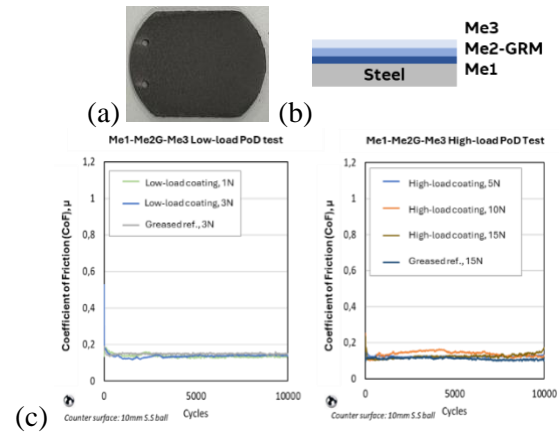 (a)
(b)
Me3
Me2-GRM
Me1
Steel
(c)
Me1-Me2G-Me3 Low-load PoD test
Coefficient of Friction (CoF), µ
1,2
1
0,8
0,6
0,4
0,2
0
Low-load coating, 1N
Low-load coating, 3N
Greased ref., 3N
0
5000
10000
Cycles
Counter surface: 10mm S.S ball
Me1-Me2G-Me3 High-load PoD Test
Coefficient of Friction (CoF), µ
1,2
1
0,8
0,6
0,4
0,2
0
High-load coating, 5N
High-load coating, 10N
High-load coating, 15N
Greased ref., 15N
0
5000
10000
Cycles
Counter surface: 10mm S.S ball